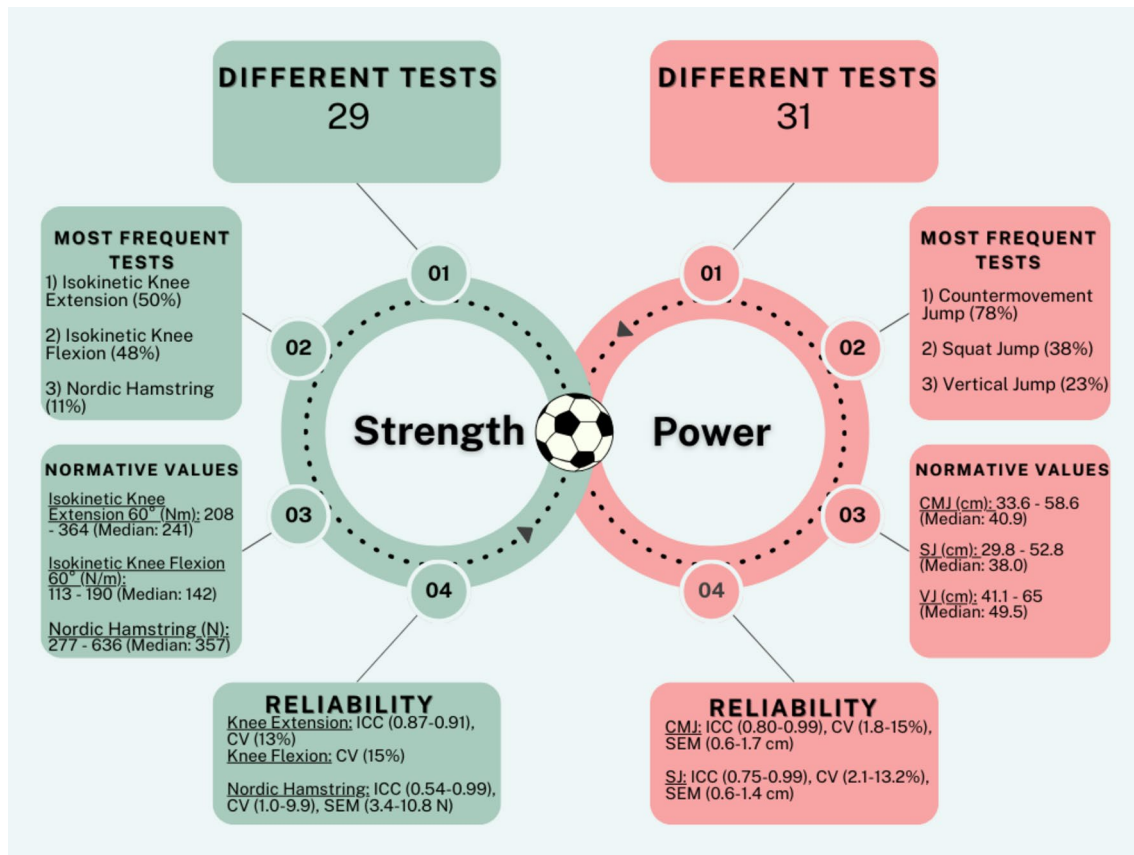 DIFFERENT TESTS
29
MOST FREQUENT
TESTS
1) Isokinetic Knee
Extension (50%)
2) Isokinetic Knee
Flexion (48%)
3) Nordic Hamstring
(11%)
NORMATIVE VALUES
Isokinetic Knee
Extension 60° (Nm): 208
- 364 (Median: 241)
Isokinetic Knee Flexion
60° (N/m):
113 - 190 (Median: 142)
Nordic Hamstring (N):
277 - 636 (Median: 357)
RELIABILITY
Knee Extension: ICC (0.87-0.91),
CV (13%)
Knee Flexion: CV (15%)
Nordic Hamstring: ICC (0.54-0.99),
CV (1.0-9.9), SEM (3.4-10.8 N)
01
02
03
04
Strength
Power
01
02
03
04
DIFFERENT TESTS
31
MOST FREQUENT
TESTS
1) Countermovement
Jump (78%)
2) Squat Jump (38%)
3) Vertical Jump (23%)
NORMATIVE VALUES
CMJ (cm): 33.6 - 58.6
(Median: 40.9)
SJ (cm): 29.8 - 52.8
(Median: 38.0)
VJ (cm): 41.1 - 65
(Median: 49.5)
RELIABILITY
CMJ: ICC (0.80-0.99), CV (1.8-15%),
SEM (0.6-1.7 cm)
SJ: ICC (0.75-0.99), CV (2.1-13.2%),
SEM (0.6-1.4 cm)